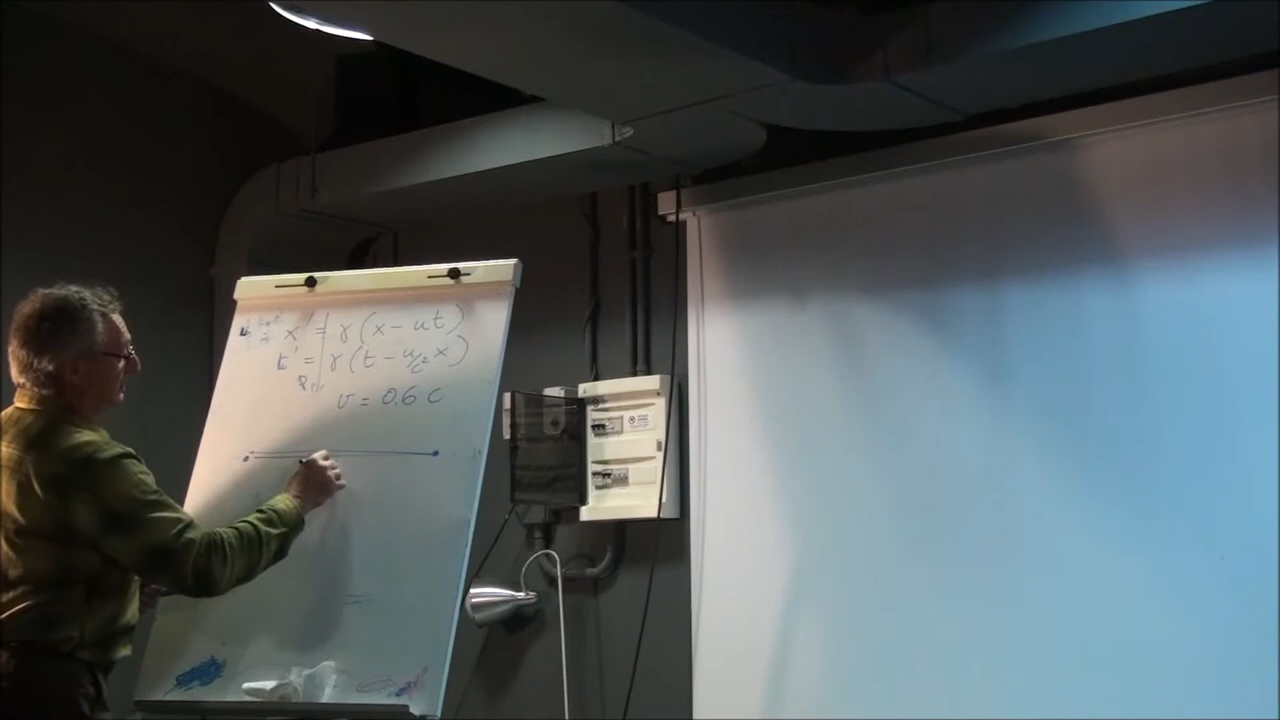 x' = γ(x - ut)
t' = γ(t - u/c² x)
v = 0.6 c